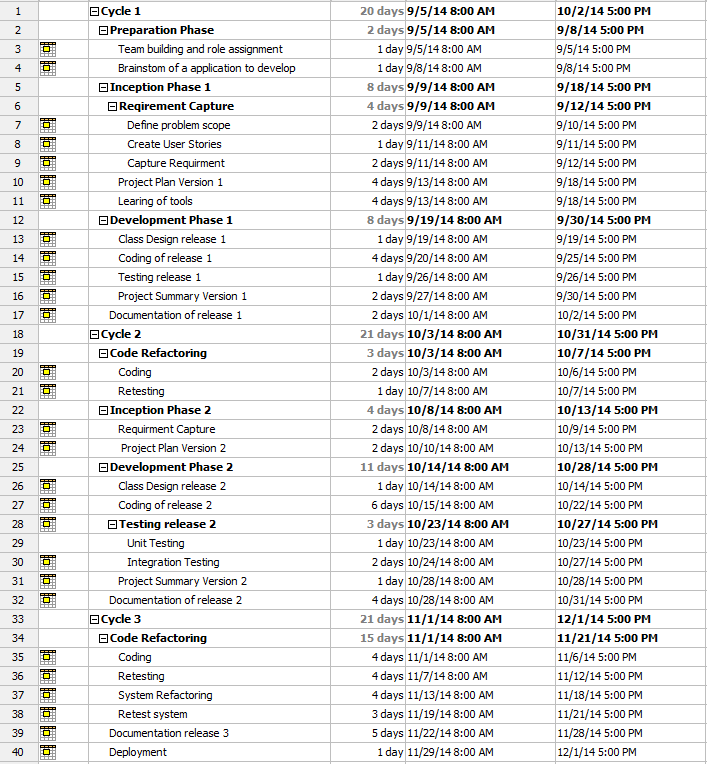 1 Cycle 1 20 days 9/5/14 8:00 AM 10/2/14 5:00 PM
2 Preparation Phase 2 days 9/5/14 8:00 AM 9/8/14 5:00 PM
3 Team building and role assignment 1 day 9/5/14 8:00 AM 9/5/14 5:00 PM
4 Brainstom of a application to develop 1 day 9/8/14 8:00 AM 9/8/14 5:00 PM
5 Inception Phase 1 8 days 9/9/14 8:00 AM 9/18/14 5:00 PM
6 Reqirement Capture 4 days 9/9/14 8:00 AM 9/12/14 5:00 PM
7 Define problem scope 2 days 9/9/14 8:00 AM 9/10/14 5:00 PM
8 Create User Stories 1 day 9/11/14 8:00 AM 9/11/14 5:00 PM
9 Capture Requirment 2 days 9/11/14 8:00 AM 9/12/14 5:00 PM
10 Project Plan Version 1 4 days 9/13/14 8:00 AM 9/18/14 5:00 PM
11 Learing of tools 4 days 9/13/14 8:00 AM 9/18/14 5:00 PM
12 Development Phase 1 8 days 9/19/14 8:00 AM 9/30/14 5:00 PM
13 Class Design release 1 1 day 9/19/14 8:00 AM 9/19/14 5:00 PM
14 Coding of release 1 4 days 9/20/14 8:00 AM 9/25/14 5:00 PM
15 Testing release 1 1 day 9/26/14 8:00 AM 9/26/14 5:00 PM
16 Project Summary Version 1 2 days 9/27/14 8:00 AM 9/30/14 5:00 PM
17 Documentation of release 1 2 days 10/1/14 8:00 AM 10/2/14 5:00 PM
18 Cycle 2 21 days 10/3/14 8:00 AM 10/31/14 5:00 PM
19 Code Refactoring 3 days 10/3/14 8:00 AM 10/7/14 5:00 PM
20 Coding 2 days 10/3/14 8:00 AM 10/6/14 5:00 PM
21 Retesting 1 day 10/7/14 8:00 AM 10/7/14 5:00 PM
22 Inception Phase 2 4 days 10/8/14 8:00 AM 10/13/14 5:00 PM
23 Requirment Capture 2 days 10/8/14 8:00 AM 10/9/14 5:00 PM
24 Project Plan Version 2 2 days 10/10/14 8:00 AM 10/13/14 5:00 PM
25 Development Phase 2 11 days 10/14/14 8:00 AM 10/28/14 5:00 PM
26 Class Design release 2 1 day 10/14/14 8:00 AM 10/14/14 5:00 PM
27 Coding of release 2 6 days 10/15/14 8:00 AM 10/22/14 5:00 PM
28 Testing release 2 3 days 10/23/14 8:00 AM 10/27/14 5:00 PM
29 Unit Testing 1 day 10/23/14 8:00 AM 10/23/14 5:00 PM
30 Integration Testing 2 days 10/24/14 8:00 AM 10/27/14 5:00 PM
31 Project Summary Version 2 1 day 10/28/14 8:00 AM 10/28/14 5:00 PM
32 Documentation of release 2 4 days 10/28/14 8:00 AM 10/31/14 5:00 PM
33 Cycle 3 21 days 11/1/14 8:00 AM 12/1/14 5:00 PM
34 Code Refactoring 15 days 11/1/14 8:00 AM 11/21/14 5:00 PM
35 Coding 4 days 11/1/14 8:00 AM 11/6/14 5:00 PM
36 Retesting 4 days 11/7/14 8:00 AM 11/12/14 5:00 PM
37 System Refactoring 4 days 11/13/14 8:00 AM 11/18/14 5:00 PM
38 Retest system 3 days 11/19/14 8:00 AM 11/21/14 5:00 PM
39 Documentation release 3 5 days 11/22/14 8:00 AM 11/28/14 5:00 PM
40 Deployment 1 day 11/29/14 8:00 AM 12/1/14 5:00 PM